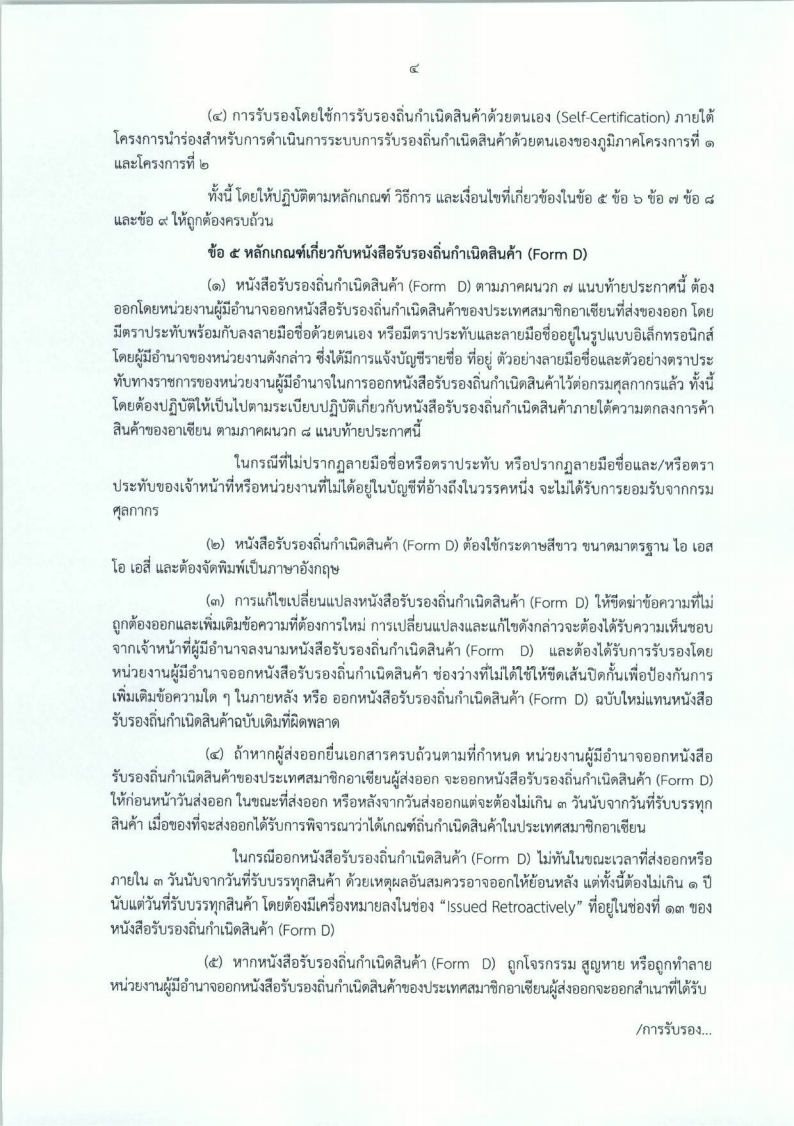 ๔
(๔) การรับรองโดยใช้การรับรองถิ่นกำเนิดสินค้าด้วยตนเอง (Self-Certification) ภายใต้
โครงการนำร่องสำหรับการดำเนินการระบบการรับรองถิ่นกำเนิดสินค้าด้วยตนเองของภูมิภาคโครงการที่ ๑
และโครงการที่ ๒
ทั้งนี้ โดยให้ปฏิบัติตามหลักเกณฑ์ วิธีการ และเงื่อนไขที่เกี่ยวข้องในข้อ ๕ ข้อ ๖ ข้อ ๗ ข้อ ๘
และข้อ ๙ ให้ถูกต้องครบถ้วน
ข้อ ๕ หลักเกณฑ์เกี่ยวกับหนังสือรับรองถิ่นกำเนิดสินค้า (Form D)
(๑) หนังสือรับรองถิ่นกำเนิดสินค้า (Form D) ตามภาคผนวก ๗ แนบท้ายประกาศนี้ ต้อง
ออกโดยหน่วยงานผู้มีอำนาจออกหนังสือรับรองถิ่นกำเนิดสินค้าของประเทศสมาชิกอาเซียนที่ส่งของออก โดย
มีตราประทับพร้อมกับลงลายมือชื่อด้วยตนเอง หรือมีตราประทับและลายมือชื่ออยู่ในรูปแบบอิเล็กทรอนิกส์
โดยผู้มีอำนาจของหน่วยงานดังกล่าว ซึ่งได้มีการแจ้งบัญชีรายชื่อ ที่อยู่ ตัวอย่างลายมือชื่อและตัวอย่างตราประ
ทับทางราชการของหน่วยงานผู้มีอำนาจในการออกหนังสือรับรองถิ่นกำเนิดสินค้าไว้ต่อกรมศุลกากรแล้ว ทั้งนี้
โดยต้องปฏิบัติให้เป็นไปตามระเบียบปฏิบัติเกี่ยวกับหนังสือรับรองถิ่นกำเนิดสินค้าภายใต้ความตกลงการค้า
สินค้าของอาเซียน ตามภาคผนวก ๘ แนบท้ายประกาศนี้
ในกรณีที่ไม่ปรากฏลายมือชื่อหรือตราประทับ หรือปรากฏลายมือชื่อและ/หรือตรา
ประทับของเจ้าหน้าที่หรือหน่วยงานที่ไม่ได้อยู่ในบัญชีที่อ้างถึงในวรรคหนึ่ง จะไม่ได้รับการยอมรับจากกรม
ศุลกากร
(๒) หนังสือรับรองถิ่นกำเนิดสินค้า (Form D) ต้องใช้กระดาษสีขาว ขนาดมาตรฐาน ไอ เอส
โอ เอสี่ และต้องจัดพิมพ์เป็นภาษาอังกฤษ
(๓) การแก้ไขเปลี่ยนแปลงหนังสือรับรองถิ่นกำเนิดสินค้า (Form D) ให้ขีดฆ่าข้อความที่ไม่
ถูกต้องออกและเพิ่มเติมข้อความที่ต้องการใหม่ การเปลี่ยนแปลงและแก้ไขดังกล่าวจะต้องได้รับความเห็นชอบ
จากเจ้าหน้าที่ผู้มีอำนาจลงนามหนังสือรับรองถิ่นกำเนิดสินค้า (Form D) และต้องได้รับการรับรองโดย
หน่วยงานผู้มีอำนาจออกหนังสือรับรองถิ่นกำเนิดสินค้า ช่องว่างที่ไม่ได้ใช้ให้ขีดเส้นปิดกั้นเพื่อป้องกันการ
เพิ่มเติมข้อความใด ๆ ในภายหลัง หรือ ออกหนังสือรับรองถิ่นกำเนิดสินค้า (Form D) ฉบับใหม่แทนหนังสือ
รับรองถิ่นกำเนิดสินค้าฉบับเดิมที่ผิดพลาด
(๔) ถ้าหากผู้ส่งออกยื่นเอกสารครบถ้วนตามที่กำหนด หน่วยงานผู้มีอำนาจออกหนังสือ
รับรองถิ่นกำเนิดสินค้าของประเทศสมาชิกอาเซียนผู้ส่งออก จะออกหนังสือรับรองถิ่นกำเนิดสินค้า (Form D)
ให้ก่อนหน้าวันส่งออก ในขณะที่ส่งออก หรือหลังจากวันส่งออกแต่จะต้องไม่เกิน ๓ วันนับจากวันที่รับบรรทุก
สินค้า เมื่อของที่จะส่งออกได้รับการพิจารณาว่าได้เกณฑ์ถิ่นกำเนิดสินค้าในประเทศสมาชิกอาเซียน
ในกรณีออกหนังสือรับรองถิ่นกำเนิดสินค้า (Form D) ไม่ทันในขณะเวลาที่ส่งออกหรือ
ภายใน ๓ วันนับจากวันที่รับบรรทุกสินค้า ด้วยเหตุผลอันสมควรอาจออกให้ย้อนหลัง แต่ทั้งนี้ต้องไม่เกิน ๑ ปี
นับแต่วันที่รับบรรทุกสินค้า โดยต้องมีเครื่องหมายลงในช่อง “Issued Retroactively” ที่อยู่ในช่องที่ ๑๓ ของ
หนังสือรับรองถิ่นกำเนิดสินค้า (Form D)
(๕) หากหนังสือรับรองถิ่นกำเนิดสินค้า (Form D) ถูกโจรกรรม สูญหาย หรือถูกทำลาย
หน่วยงานผู้มีอำนาจออกหนังสือรับรองถิ่นกำเนิดสินค้าของประเทศสมาชิกอาเซียนผู้ส่งออกจะออกสำเนาที่ได้รับ
/การรับรอง...